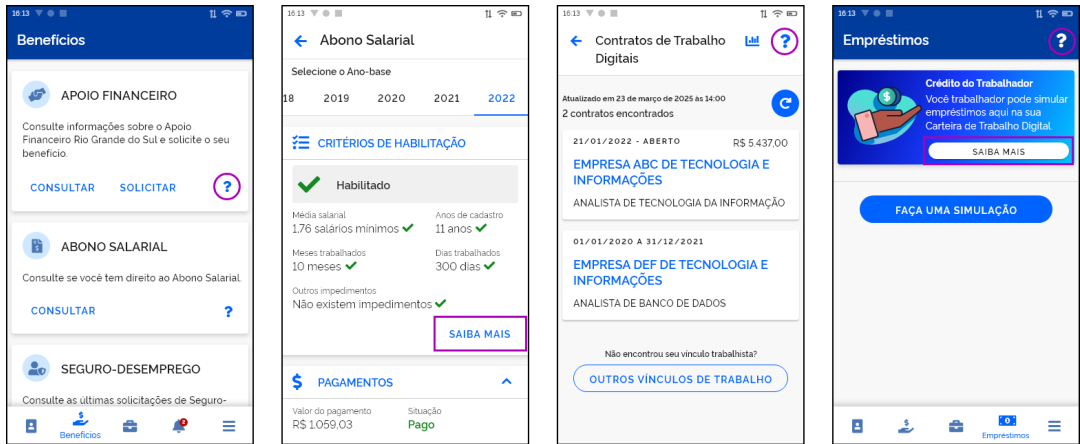 16:13
Benefícios
APOIO FINANCEIRO
Consulte informações sobre o Apoio
Financeiro Rio Grande do Sul e solicite o seu
benefício.
CONSULTAR SOLICITAR ?
ABONO SALARIAL
Consulte se você tem direito ao Abono Salarial.
CONSULTAR ?
SEGURO-DESEMPREGO
Consulte as últimas solicitações de Seguro-
2
Benefícios
16:13
Abono Salarial
Selecione o Ano-base
18 2019 2020 2021 2022
CRITÉRIOS DE HABILITAÇÃO
Habilitado
Média salarial Anos de cadastro
1,76 salários mínimos 11 anos
Meses trabalhados Dias trabalhados
10 meses 300 dias
Outros impedimentos
Não existem impedimentos
SAIBA MAIS
$ PAGAMENTOS
Valor do pagamento Situação
R$ 1.059,03 Pago
16:13
Contratos de Trabalho
Digitais
?
Atualizado em 23 de março de 2025 às 14:00
2 contratos encontrados
21/01/2022 - ABERTO R$ 5.437,00
EMPRESA ABC DE TECNOLOGIA E
INFORMAÇÕES
ANALISTA DE TECNOLOGIA DA INFORMAÇÃO
01/01/2020 A 31/12/2021
EMPRESA DEF DE TECNOLOGIA E
INFORMAÇÕES
ANALISTA DE BANCO DE DADOS
Não encontrou seu vínculo trabalhista?
OUTROS VÍNCULOS DE TRABALHO
16:13
Empréstimos ?
Crédito do Trabalhador
Você trabalhador pode simular
empréstimos aqui na sua
Carteira de Trabalho Digital.
SAIBA MAIS
FAÇA UMA SIMULAÇÃO
Empréstimos